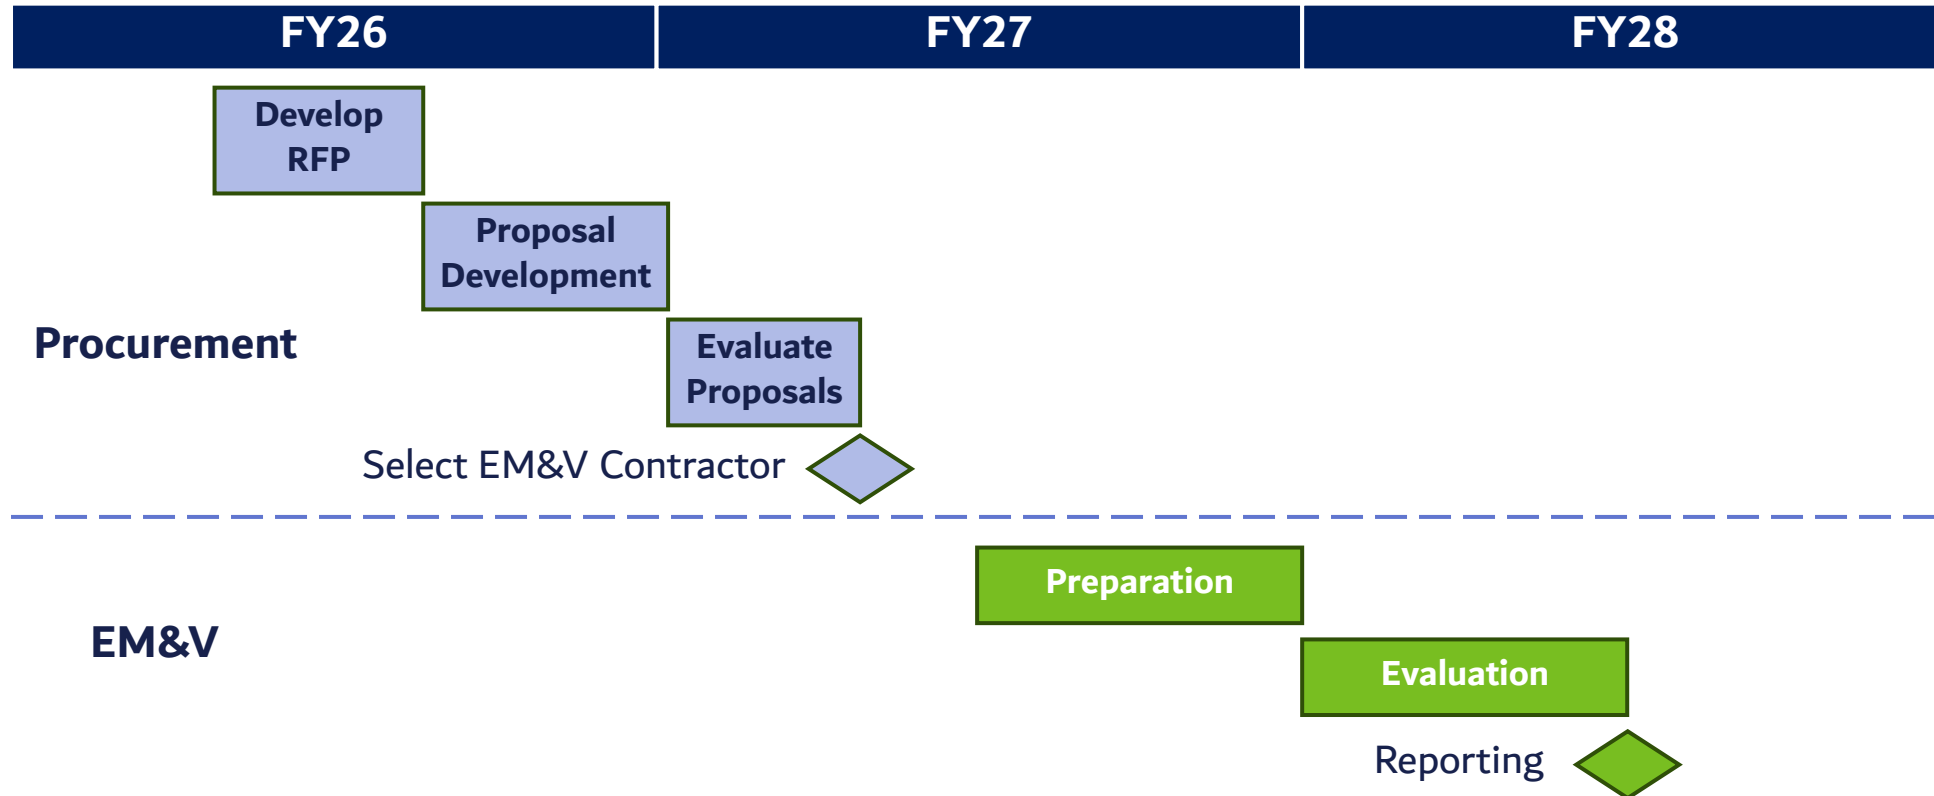 FY26
FY27
FY28
Develop
RFP
Proposal
Development
Procurement
Evaluate
Proposals
Select EM&V Contractor
Preparation
EM&V
Evaluation
Reporting